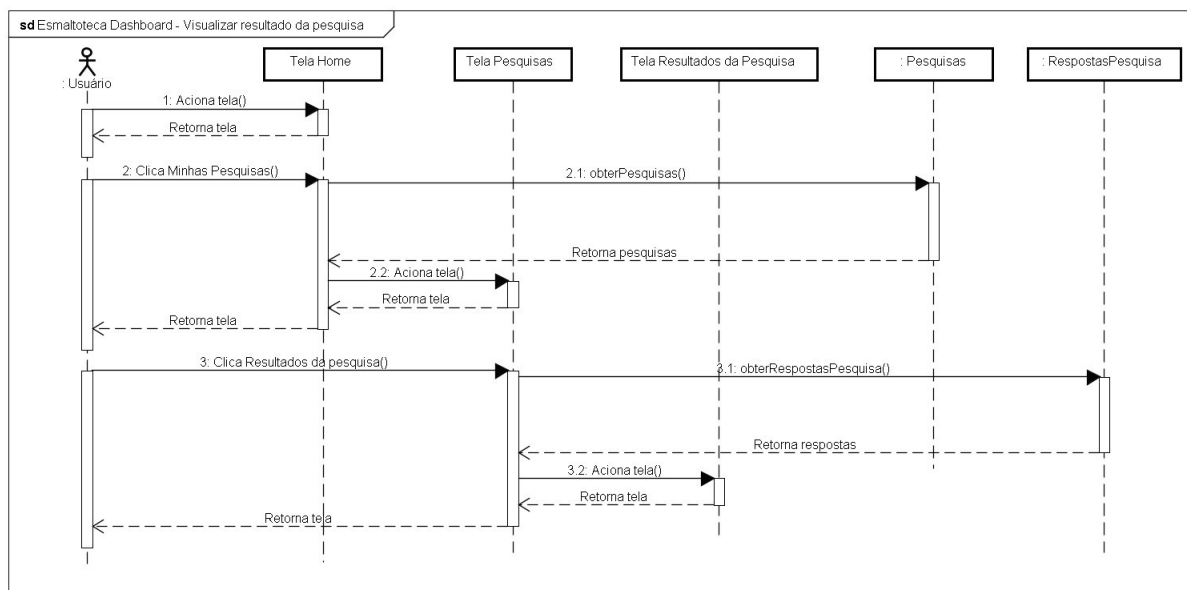 sd Esmaltoteca Dashboard - Visualizar resultado da pesquisa
: Usuário
Tela Home
Tela Pesquisas
Tela Resultados da Pesquisa
: Pesquisas
: RespostasPesquisa
1: Aciona tela()
Retorna tela
2: Clica Minhas Pesquisas()
2.1: obterPesquisas()
Retorna pesquisas
2.2: Aciona tela()
Retorna tela
Retorna tela
3: Clica Resultados da pesquisa()
3.1: obterRespostasPesquisa()
Retorna respostas
3.2: Aciona tela()
Retorna tela
Retorna tela